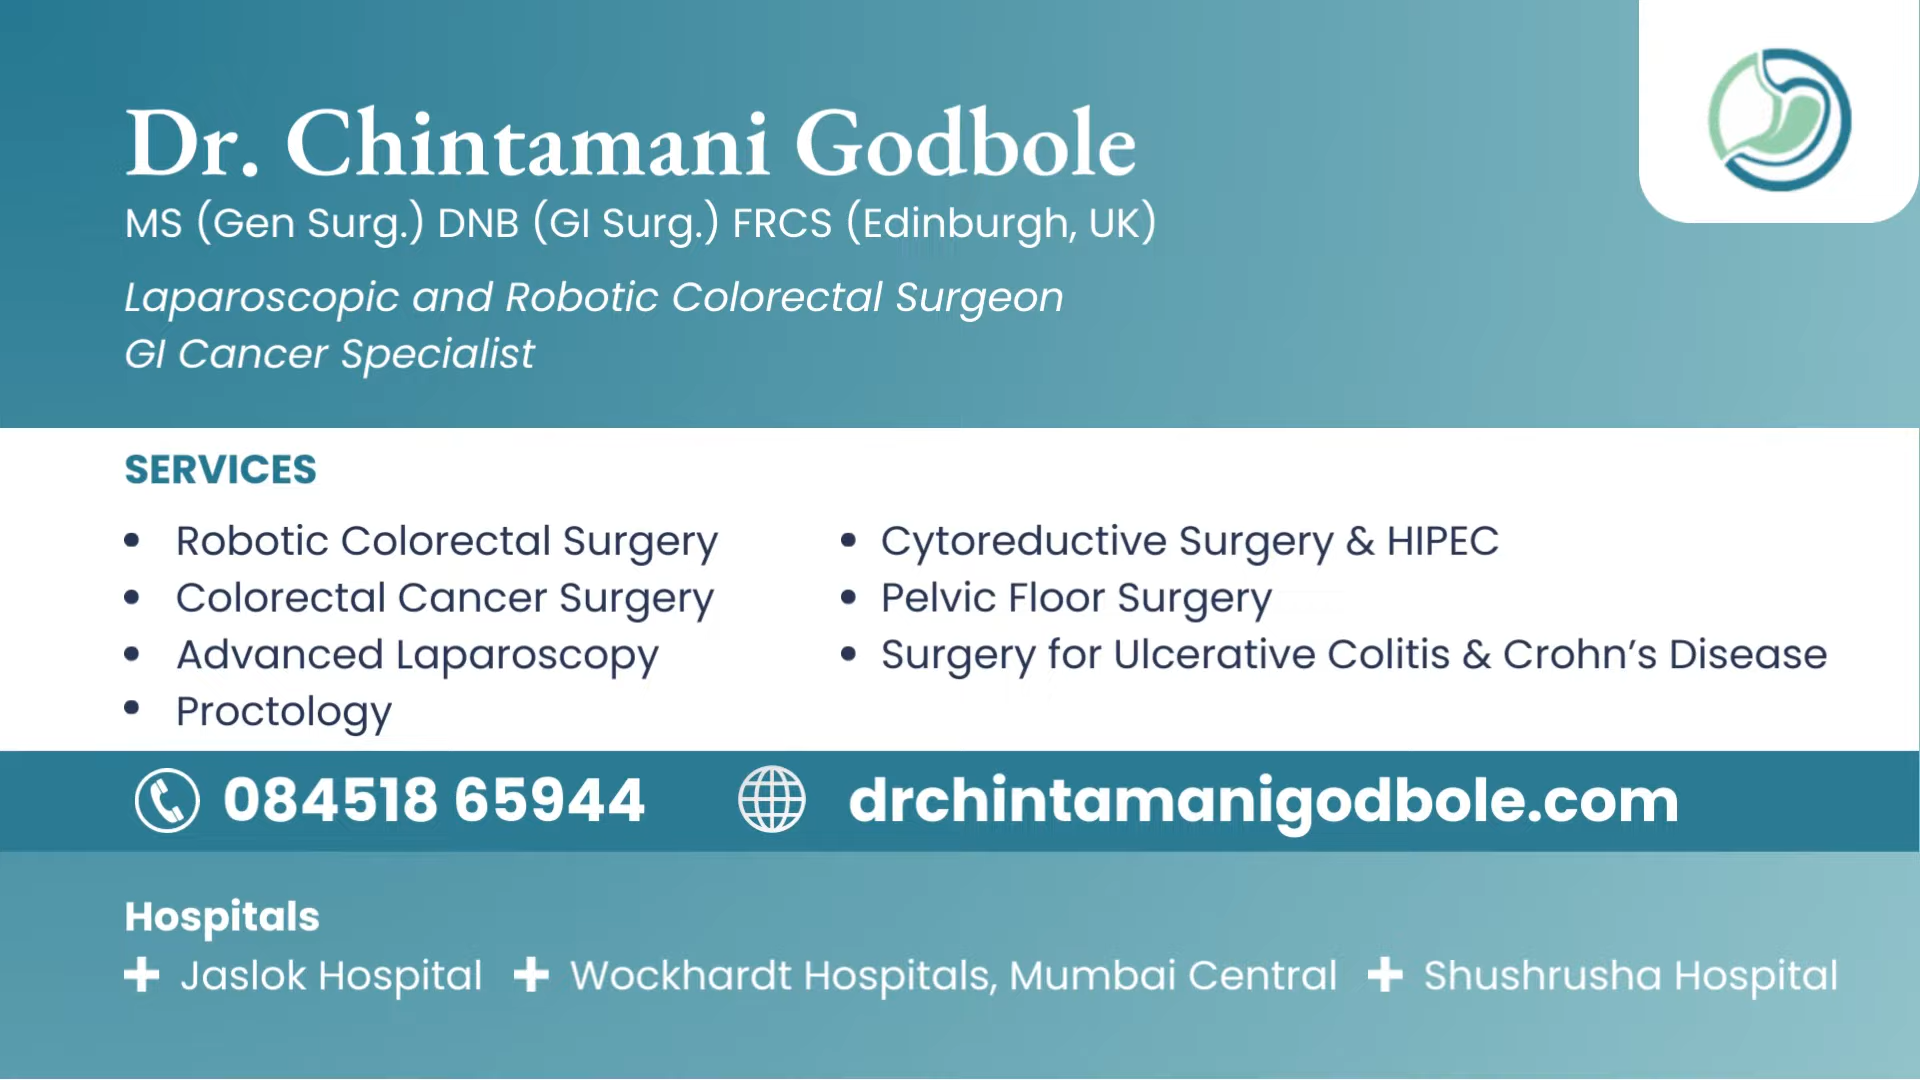 Dr. Chintamani Godbole
MS (Gen Surg.) DNB (GI Surg.) FRCS (Edinburgh, UK)
Laparoscopic and Robotic Colorectal Surgeon
GI Cancer Specialist
SERVICES
• Robotic Colorectal Surgery
• Colorectal Cancer Surgery
• Advanced Laparoscopy
• Proctology
• Cytoreductive Surgery & HIPEC
• Pelvic Floor Surgery
• Surgery for Ulcerative Colitis & Crohn’s Disease
084518 65944
drchintamanigodbole.com
Hospitals
Jaslok Hospital Wockhardt Hospitals, Mumbai Central Shushrusha Hospital